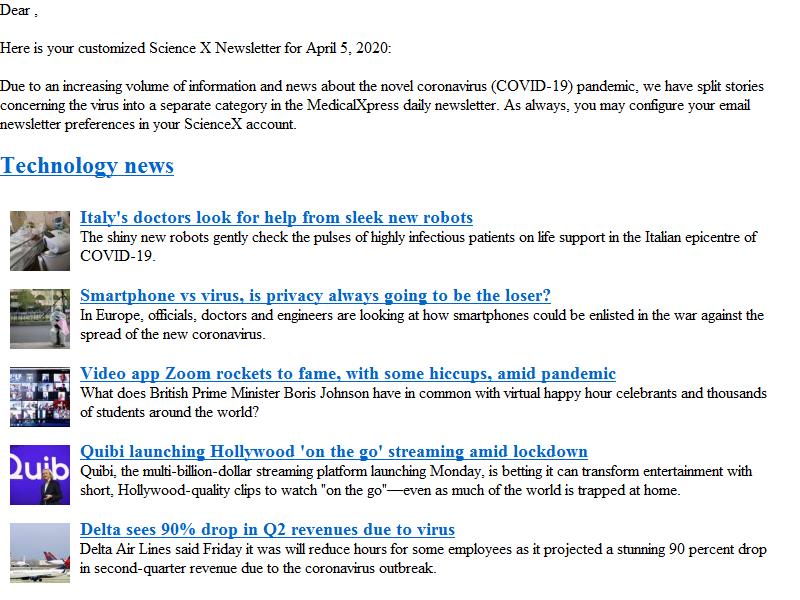 Dear ,
Here is your customized Science X Newsletter for April 5, 2020:
Due to an increasing volume of information and news about the novel coronavirus (COVID-19) pandemic, we have split stories
concerning the virus into a separate category in the MedicalXpress daily newsletter. As always, you may configure your email
newsletter preferences in your ScienceX account.
Technology news
Italy's doctors look for help from sleek new robots
The shiny new robots gently check the pulses of highly infectious patients on life support in the Italian epicentre of
COVID-19.
Smartphone vs virus, is privacy always going to be the loser?
In Europe, officials, doctors and engineers are looking at how smartphones could be enlisted in the war against the
spread of the new coronavirus.
Video app Zoom rockets to fame, with some hiccups, amid pandemic
What does British Prime Minister Boris Johnson have in common with virtual happy hour celebrants and thousands
of students around the world?
Quib
Quibi launching Hollywood 'on the go' streaming amid lockdown
Quibi, the multi-billion-dollar streaming platform launching Monday, is betting it can transform entertainment with
short, Hollywood-quality clips to watch "on the go"—even as much of the world is trapped at home.
Delta sees 90% drop in Q2 revenues due to virus
Delta Air Lines said Friday it was will reduce hours for some employees as it projected a stunning 90 percent drop
in second-quarter revenue due to the coronavirus outbreak.